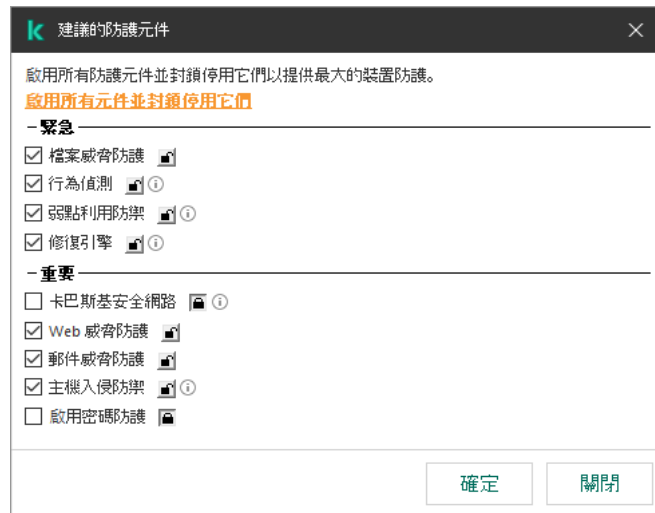 建議的防護元件
啟用所有防護元件並封鎖停用它們以提供最大的裝置防護。
啟用所有元件並封鎖停用它們
緊急
檔案威脅防護
行為偵測
弱點利用防禦
修復引擎
重要
卡巴斯基安全網路
Web 威脅防護
郵件威脅防護
主機入侵防禦
啟用密碼防護
確定
關閉